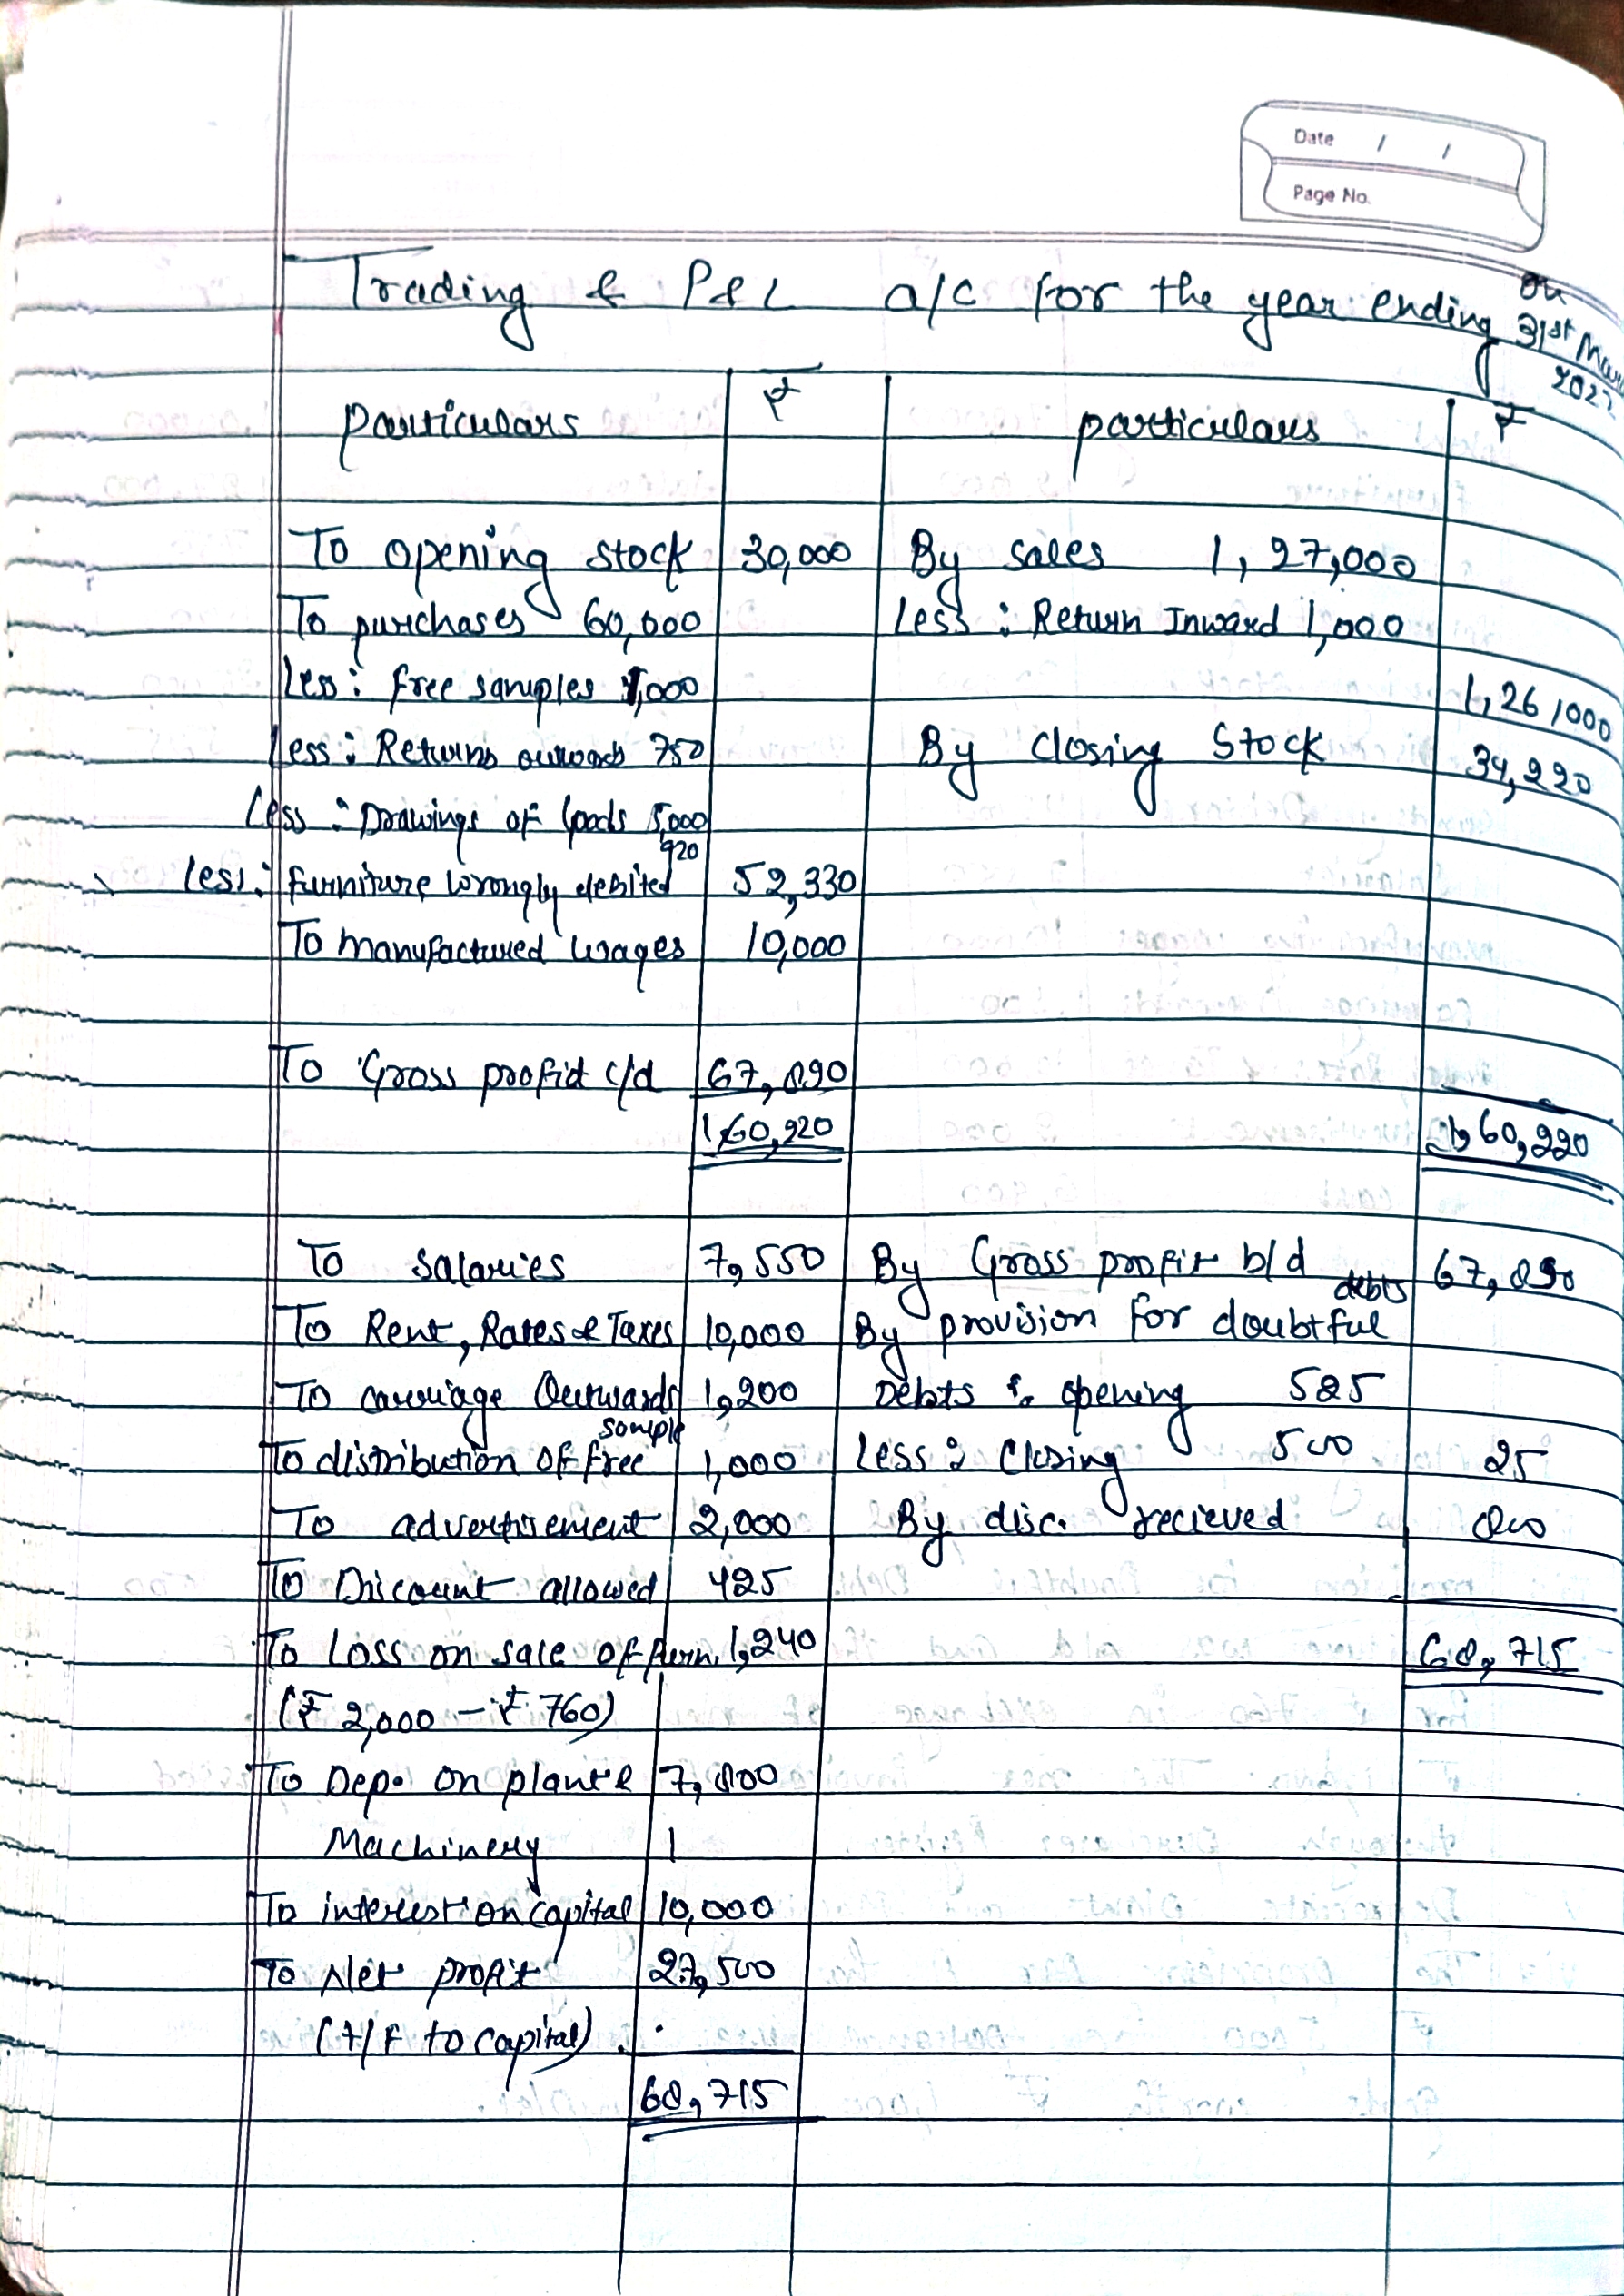 Date / /
Page No.
Trading & P&L a/c for the year ending on 31st March 2022
Particulars ₹ particulars ₹
To opening stock 30,000 By sales 1,27,000
To purchases 60,000 Less : Return Inward 1,000
Less : free samples 1,000 1,26,000
Less : Returns outwards 750 By Closing Stock 34,220
Less : Drawings of Goods 5,000
Less : furniture wrongly debited 920 52,330
To manufactured wages 10,000
To Gross profit c/d 67,890
1,60,220 1,60,220
To salaries 7,550 By Gross profit b/d 67,890
To Rent, Rates & Taxes 10,000 By provision for doubtful debts
To carriage Outwards 1,200 Debts : opening 525
To distribution of free sample 1,000 Less : Closing 500 25
To advertisement 2,000 By disc. recieved 800
To Discount allowed 425
To Loss on sale of furn. 1,240 68,715
(₹ 2,000 - ₹ 760)
To Dep. on plant & 7,800
Machinery
To interest on capital 10,000
To Net profit 27,500
(t/f to capital)
68,715